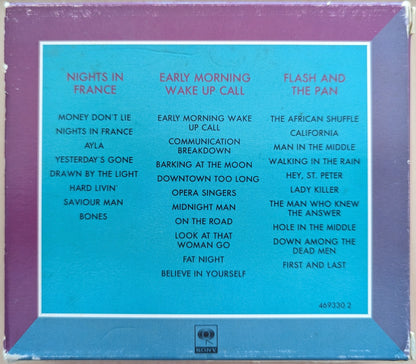 NIGHTS IN
FRANCE
MONEY DON'T LIE
NIGHTS IN FRANCE
AYLA
YESTERDAY'S GONE
DRAWN BY THE LIGHT
HARD LIVIN'
SAVIOUR MAN
BONES
EARLY MORNING
WAKE UP CALL
EARLY MORNING WAKE
UP CALL
COMMUNICATION
BREAKDOWN
BARKING AT THE MOON
DOWNTOWN TOO LONG
OPERA SINGERS
MIDNIGHT MAN
ON THE ROAD
LOOK AT THAT
WOMAN GO
FAT NIGHT
BELIEVE IN YOURSELF
FLASH AND
THE PAN
THE AFRICAN SHUFFLE
CALIFORNIA
MAN IN THE MIDDLE
WALKING IN THE RAIN
HEY, ST. PETER
LADY KILLER
THE MAN WHO KNEW
THE ANSWER
HOLE IN THE MIDDLE
DOWN AMONG THE
DEAD MEN
FIRST AND LAST
469330 2
SONY